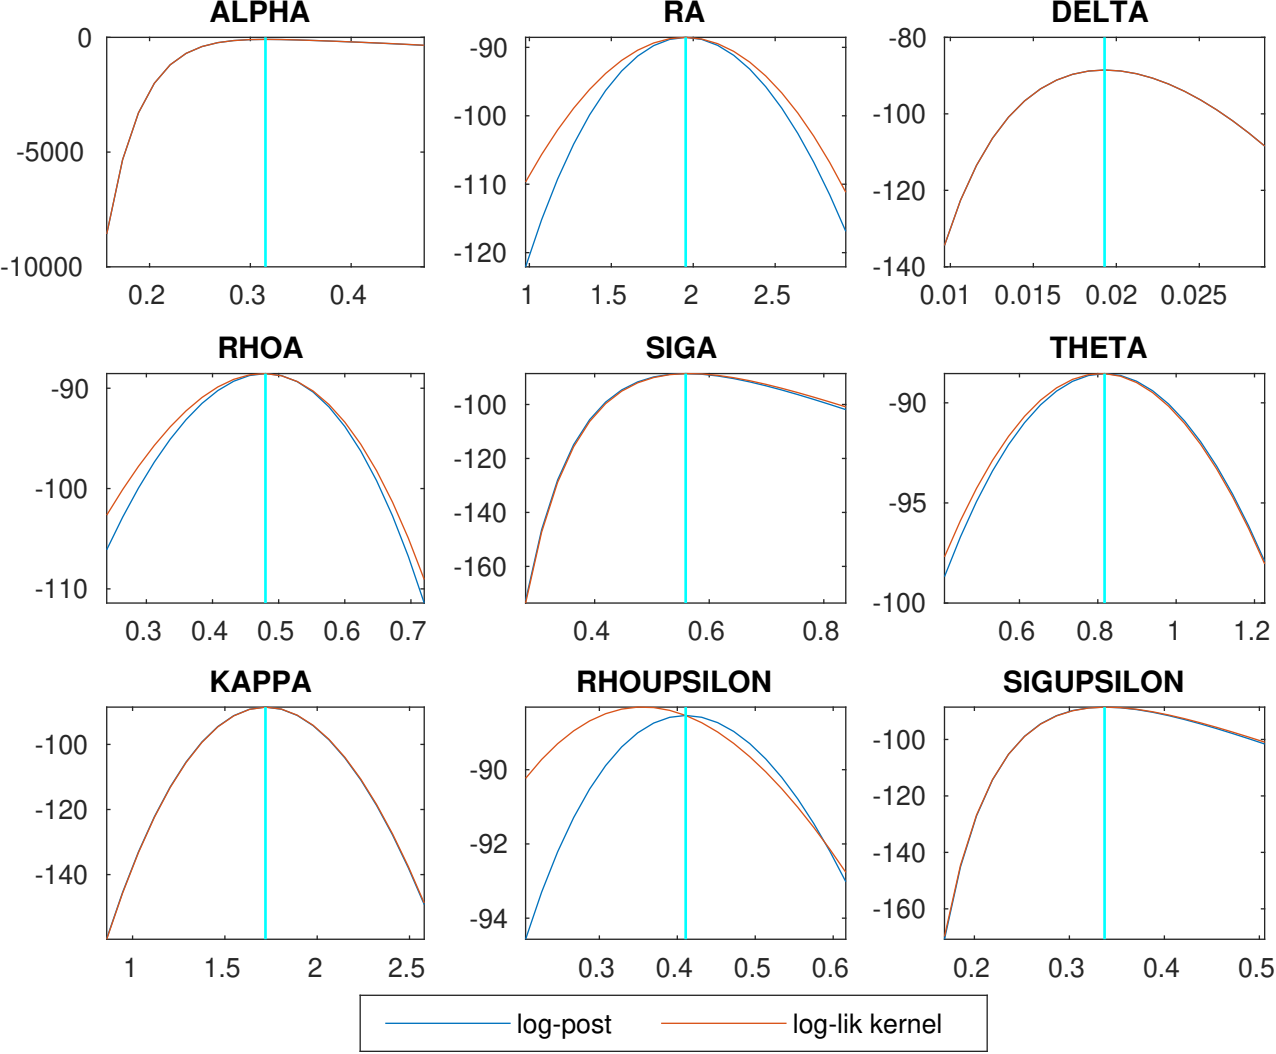 ALPHA RA DELTA
0 -5000 -10000
0.2 0.3 0.4
-90 -100 -110 -120
1 1.5 2 2.5
-80 -100 -120 -140
0.01 0.015 0.02 0.025
RHOA SIGA THETA
-90 -100 -110
0.3 0.4 0.5 0.6 0.7
-100 -120 -140 -160
0.4 0.6 0.8
-90 -95 -100
0.6 0.8 1 1.2
KAPPA RHOUPSILON SIGUPSILON
-100 -120 -140
1 1.5 2 2.5
-90 -92 -94
0.3 0.4 0.5 0.6
-100 -120 -140 -160
0.2 0.3 0.4 0.5
log-post log-lik kernel